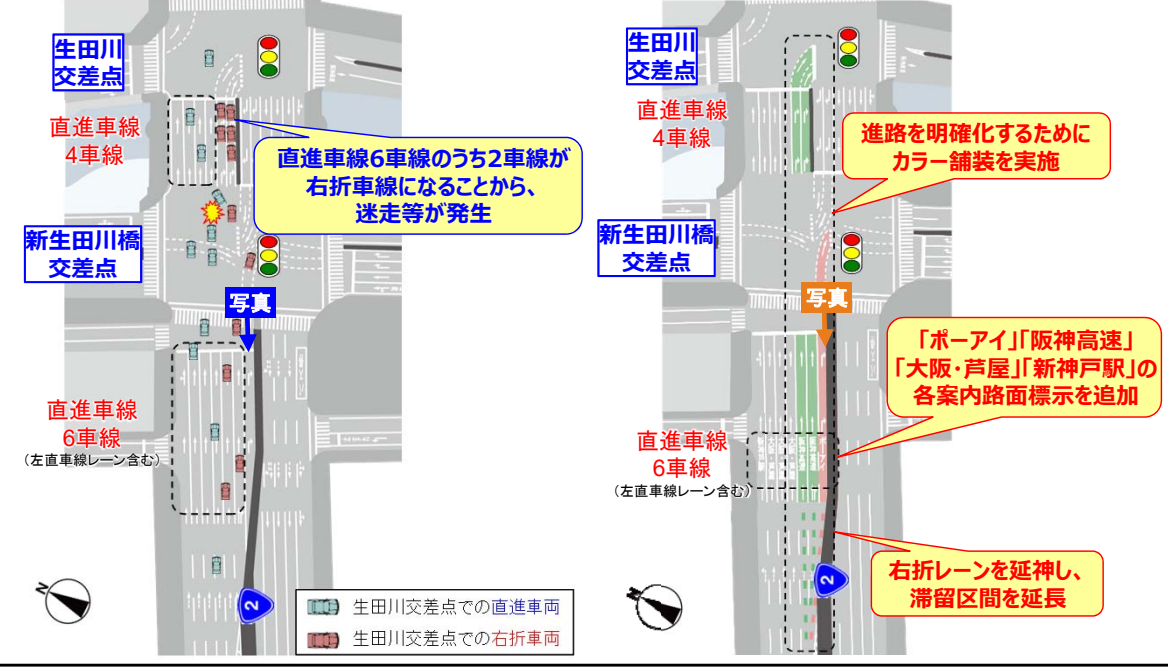 生田川
交差点
直進車線
4車線
直進車線6車線のうち2車線が
右折車線になることから、
迷走等が発生
新生田川橋
交差点
写真
直進車線
6車線
(左直車線レーン含む)
N
2
生田川交差点での直進車両
生田川交差点での右折車両
生田川
交差点
直進車線
4車線
進路を明確化するために
カラー舗装を実施
新生田川橋
交差点
写真
「ポーアイ」「阪神高速」
「大阪・芦屋」「新神戸駅」の
各案内路面標示を追加
直進車線
6車線
(左直車線レーン含む)
ポーアイ
右折レーンを延神し、
滞留区間を延長
N
2